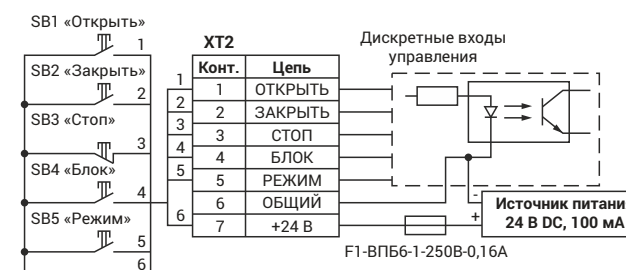 SB1 «Открыть»
1
SB2 «Закрыть»
2
SB3 «Стоп»
3
SB4 «Блок»
4
SB5 «Режим»
5
6
1
2
3
4
5
6
XT2
Конт. Цепь
1 ОТКРЫТЬ
2 ЗАКРЫТЬ
3 СТОП
4 БЛОК
5 РЕЖИМ
6 ОБЩИЙ
7 +24 В
Дискретные входы
управления
-
+
Источник питани
24 В DC, 100 мА
F1-ВПБ6-1-250В-0,16А